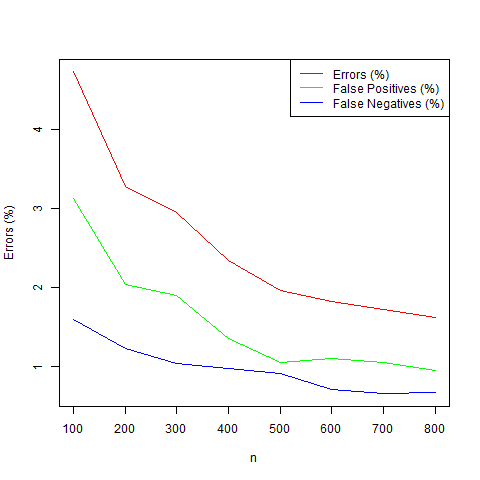 Errors (%)
False Positives (%)
False Negatives (%)
Errors (%)
4
3
2
1
100 200 300 400 500 600 700 800
n